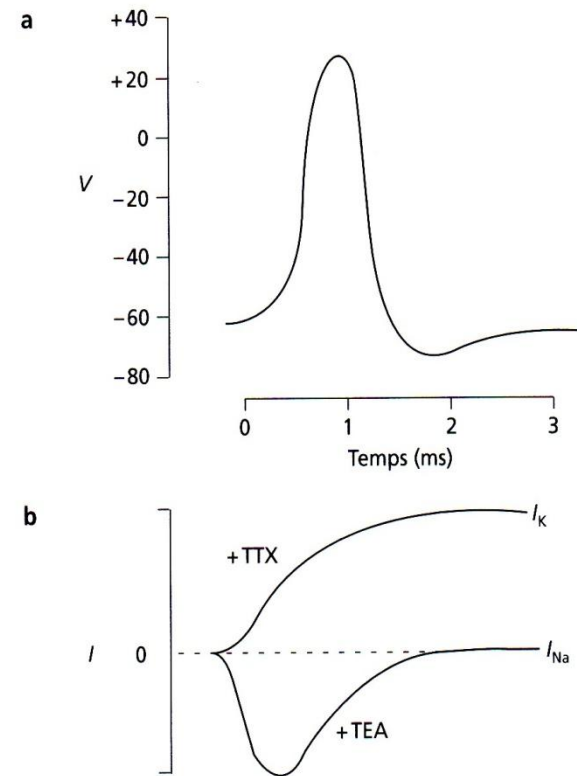 a
+40
+20
0
V
−20
−40
−60
−80
0 1 2 3
Temps (ms)
b
I_K
+TTX
I 0
I_Na
+TEA